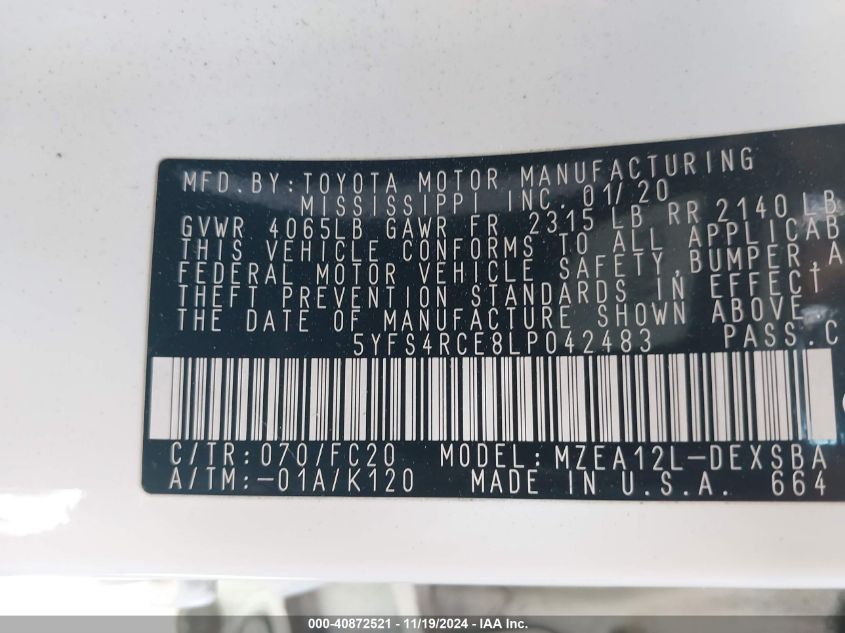 MFD. BY: TOYOTA MOTOR MANUFACTURING
MISSISSIPPI INC. 01/20
GVWR 4065LB GAWR FR 2315 LB RR 2140 LB
THIS VEHICLE CONFORMS TO ALL APPLICAB
FEDERAL MOTOR VEHICLE SAFETY, BUMPER, A
THEFT PREVENTION STANDARDS IN EFFECT
THE DATE OF MANUFACTURE SHOWN ABOVE.
5YFS4RCE8LP042483 PASS. C
C/TR: 070/FC20 MODEL: MZEA12L-DEXSBA
A/TM: -01A/K120 MADE IN U.S.A. 664
000-40872521 - 11/19/2024 - IAA Inc.